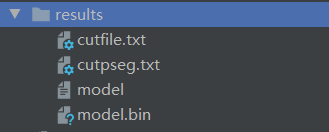 results
cutfile.txt
cutpseg.txt
model
model.bin